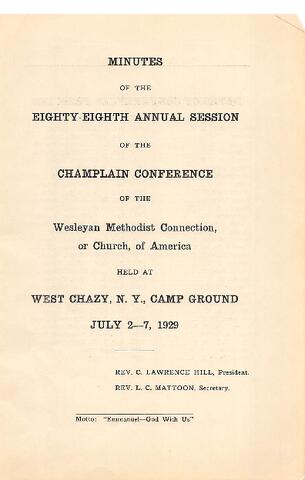 MINUTES
OF THE
EIGHTY-EIGHTH ANNUAL SESSION
OF THE
CHAMPLAIN CONFERENCE
OF THE
Wesleyan Methodist Connection,
or Church, of America
HELD AT
WEST CHAZY, N. Y., CAMP GROUND
JULY 2—7, 1929
REV. C. LAWRENCE HILL, President.
REV. L. C. MATTOON, Secretary.
Motto: "Emmanuel—God With Us"